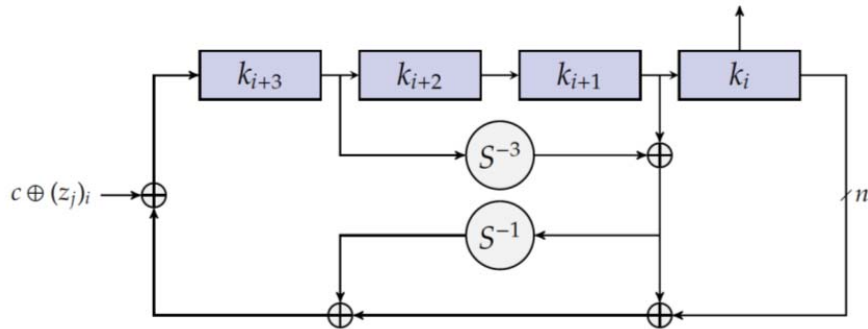 k_{i+3} k_{i+2} k_{i+1} k_i
S^{-3}
c ⊕ (z_j)_i n
S^{-1}